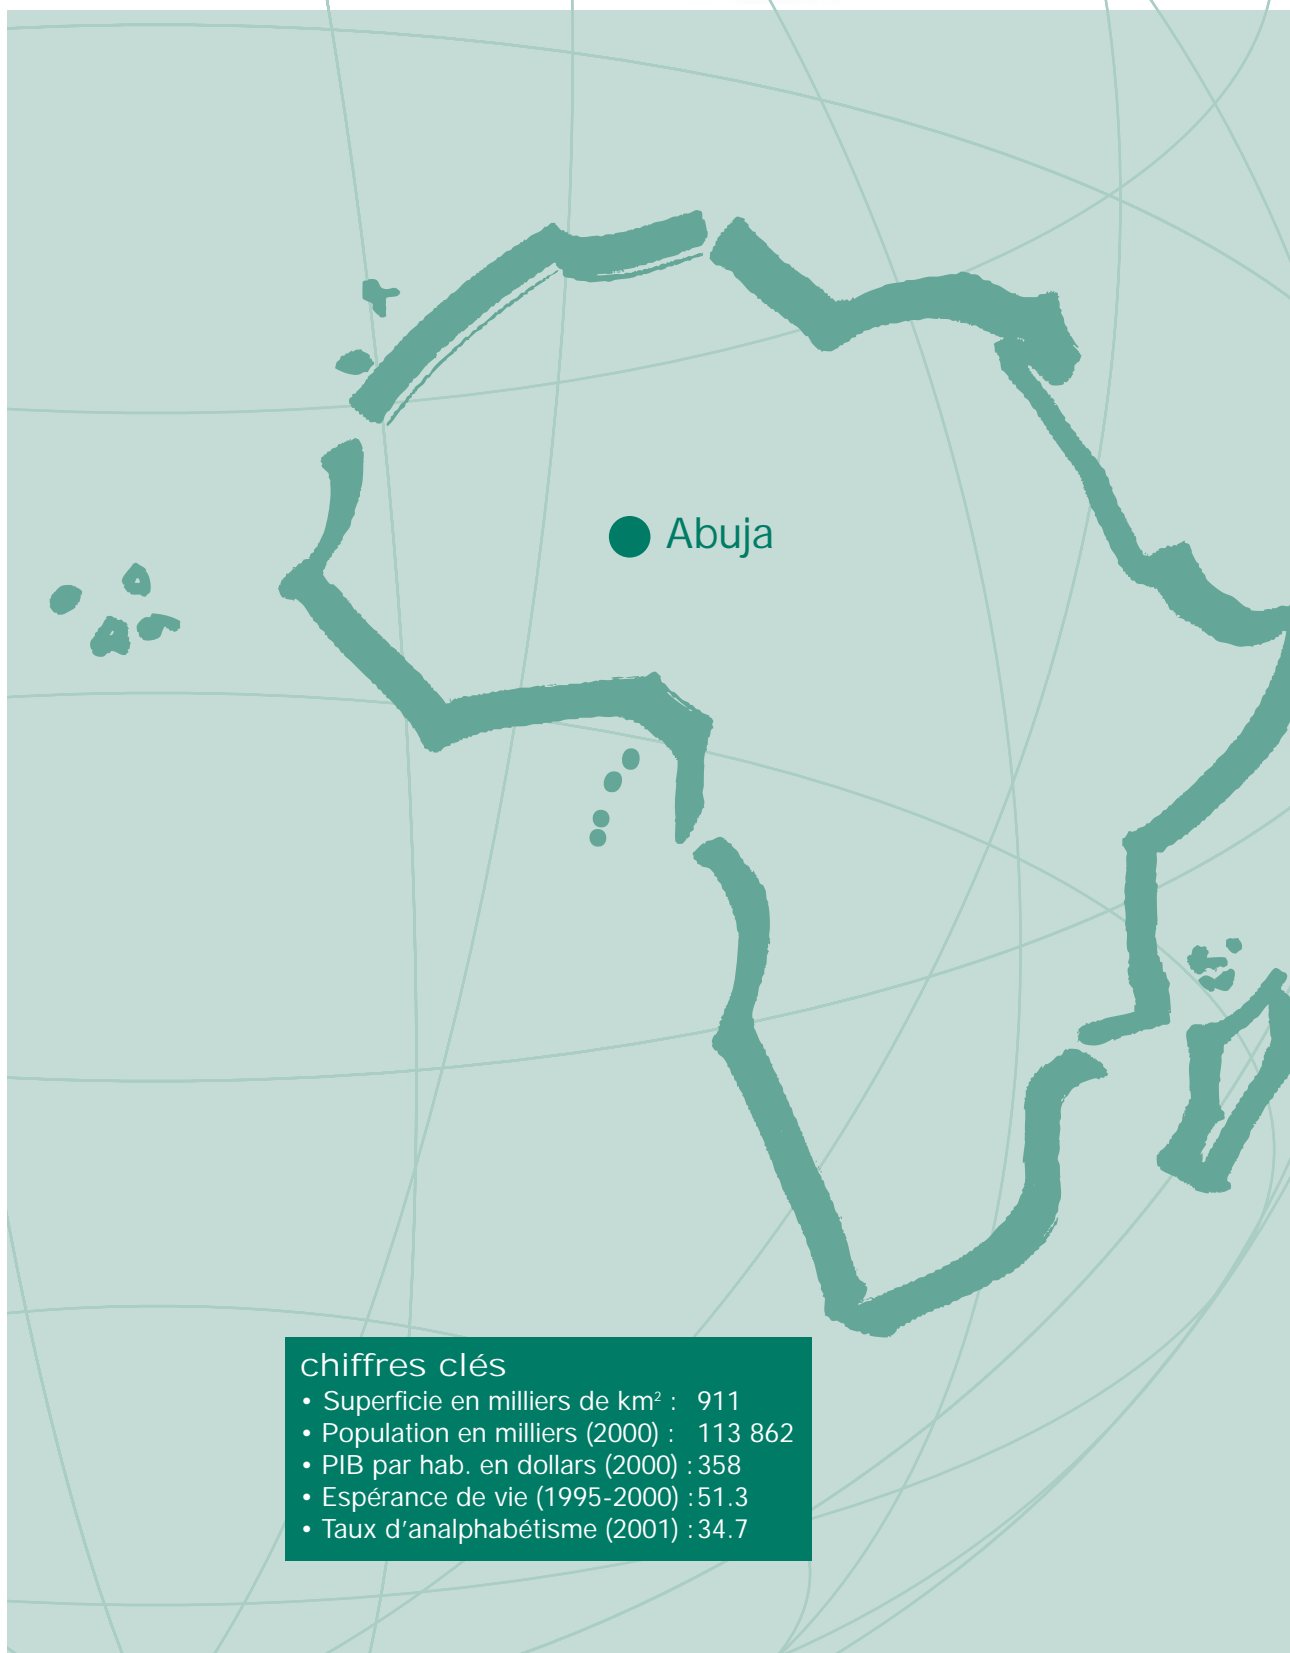 Abuja
chiffres clés
• Superficie en milliers de km² : 911
• Population en milliers (2000) : 113 862
• PIB par hab. en dollars (2000) : 358
• Espérance de vie (1995-2000) : 51.3
• Taux d'analphabétisme (2001) : 34.7